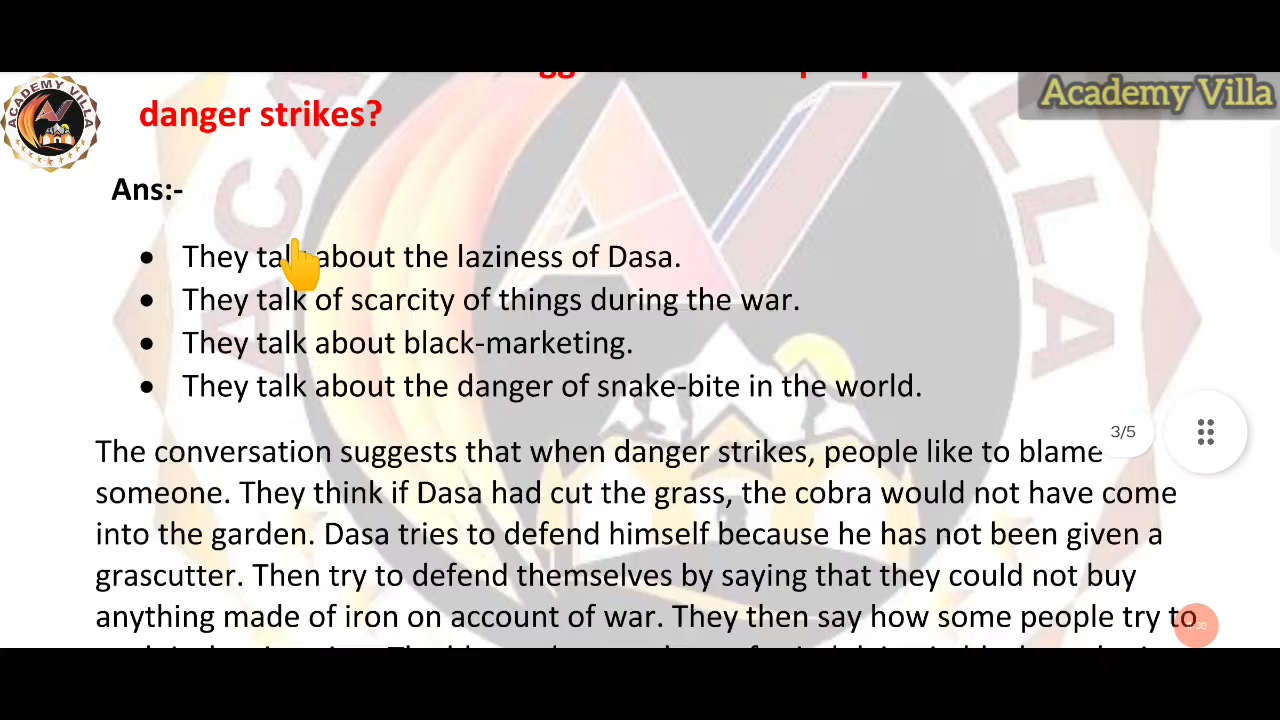 Academy Villa
ACADEMY VILLA
danger strikes?
Ans:-
• They talk about the laziness of Dasa.
• They talk of scarcity of things during the war.
• They talk about black-marketing.
• They talk about the danger of snake-bite in the world.
3/5
The conversation suggests that when danger strikes, people like to blame
someone. They think if Dasa had cut the grass, the cobra would not have come
into the garden. Dasa tries to defend himself because he has not been given a
grascutter. Then try to defend themselves by saying that they could not buy
anything made of iron on account of war. They then say how some people try to